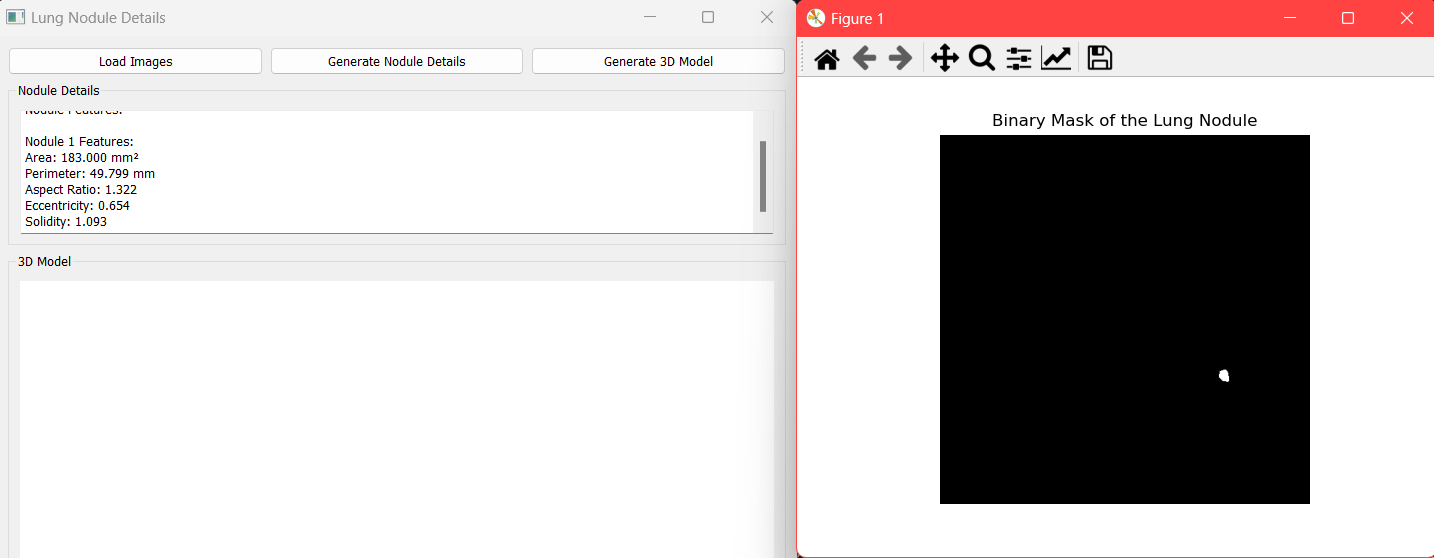 Lung Nodule Details
Load Images
Generate Nodule Details
Generate 3D Model
Nodule Details
Nodule Features:
Nodule 1 Features:
Area: 183.000 mm²
Perimeter: 49.799 mm
Aspect Ratio: 1.322
Eccentricity: 0.654
Solidity: 1.093
3D Model
Figure 1
Binary Mask of the Lung Nodule